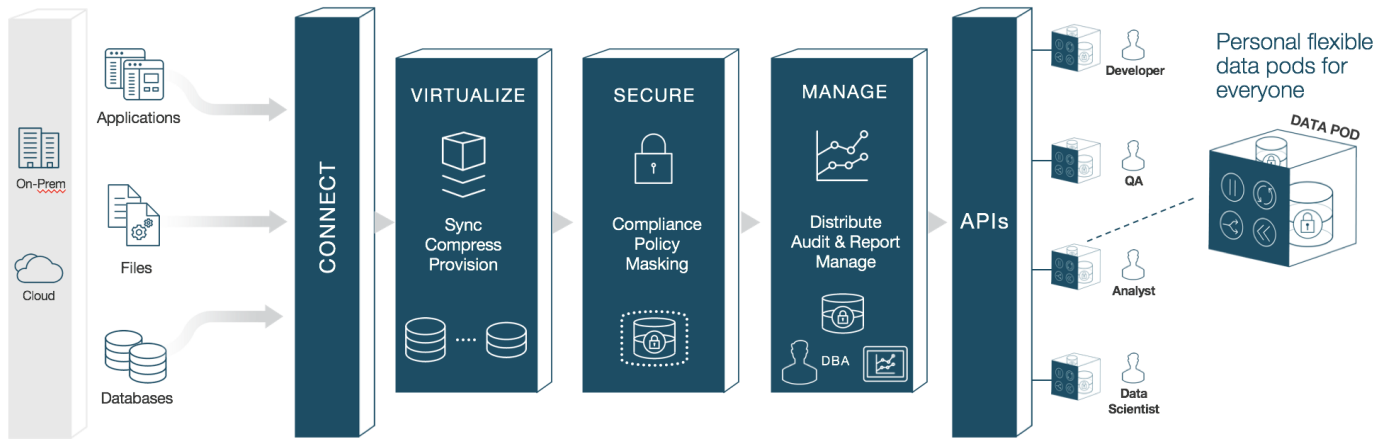 On-Prem
Cloud
Applications
Files
Databases
CONNECT
VIRTUALIZE
Sync
Compress
Provision
SECURE
Compliance
Policy
Masking
MANAGE
Distribute
Audit & Report
Manage
DBA
APIs
Developer
QA
Analyst
Data
Scientist
Personal flexible
data pods for
everyone
DATA POD